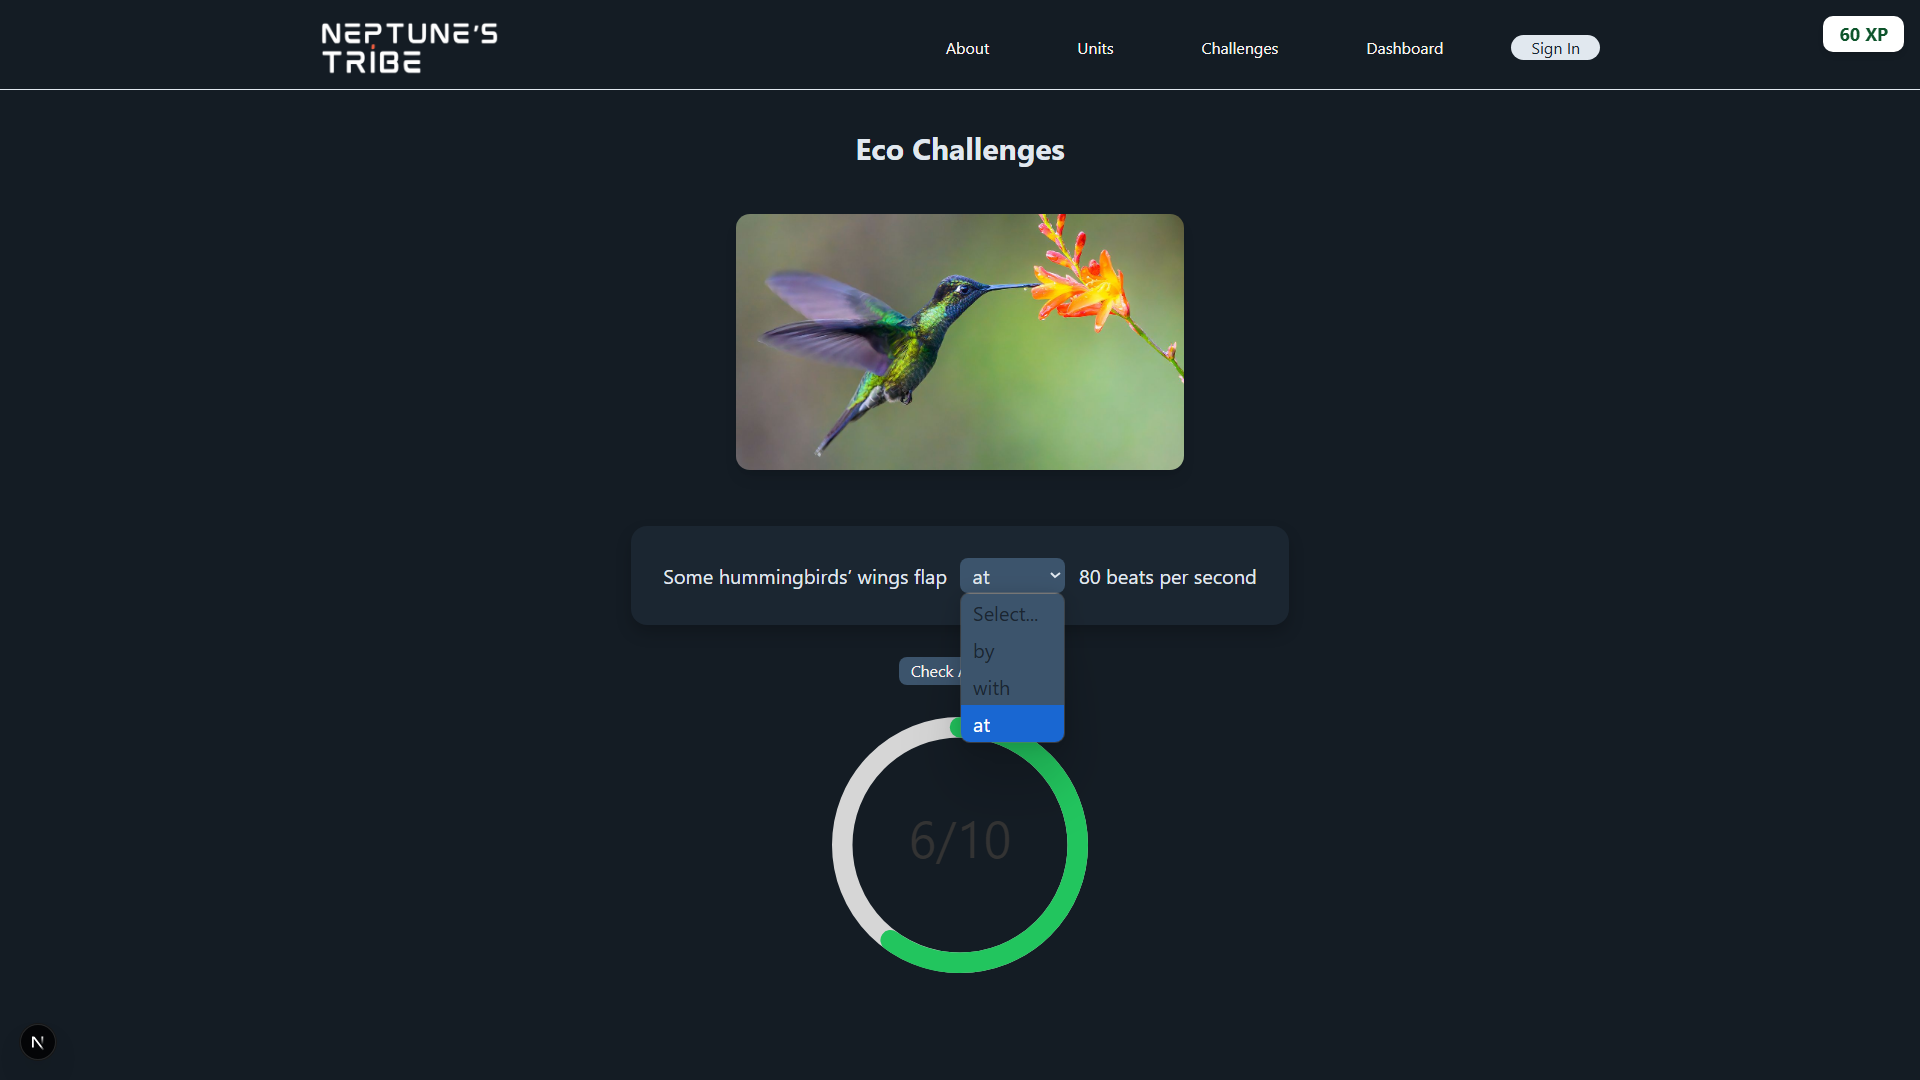 NEPTUNE'S
TRIBE
About Units Challenges Dashboard Sign In
60 XP
Eco Challenges
Some hummingbirds’ wings flap at 80 beats per second
Select...
by
with
at
Check
6/10
N